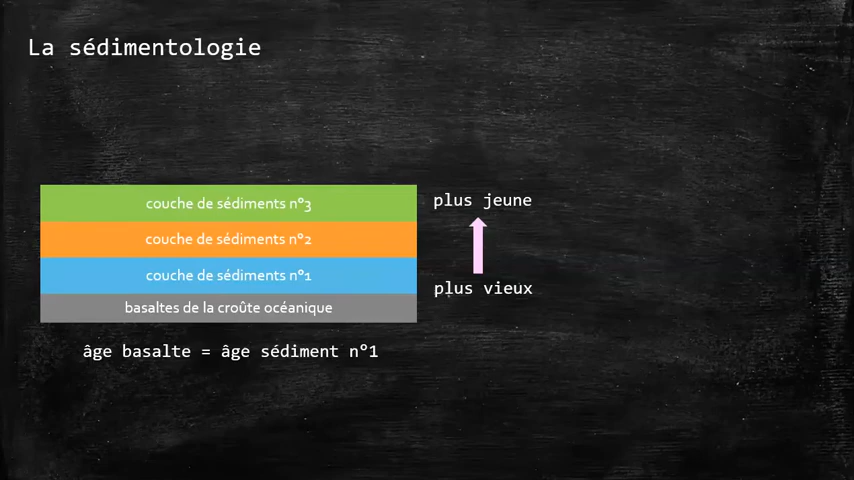 La sédimentologie
couche de sédiments n°3
plus jeune
couche de sédiments n°2
couche de sédiments n°1
plus vieux
basaltes de la croûte océanique
âge basalte = âge sédiment n°1